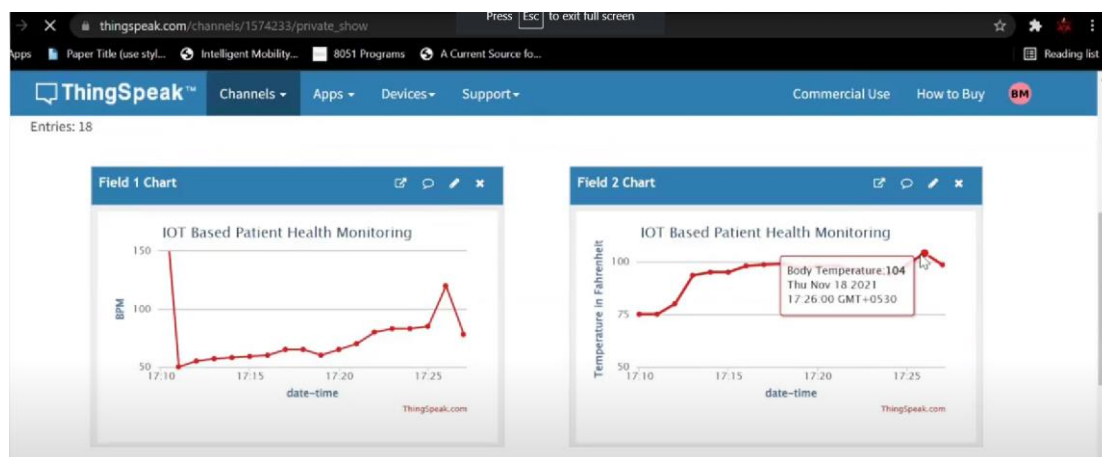 Press Esc to exit full screen
thingspeak.com/channels/1574233/private_show
Apps Paper Title (use styl... Intelligent Mobility... 8051 Programs A Current Source fo... Reading list
ThingSpeak™ Channels Apps Devices Support Commercial Use How to Buy BM
Entries: 18
Field 1 Chart
IOT Based Patient Health Monitoring
BPM
150
100
50
17:10 17:15 17:20 17:25
date-time
ThingSpeak.com
Field 2 Chart
IOT Based Patient Health Monitoring
Temperature in Fahrenheit
100
75
50
Body Temperature:104
Thu Nov 18 2021
17:26:00 GMT+0530
17:10 17:15 17:20 17:25
date-time
ThingSpeak.com